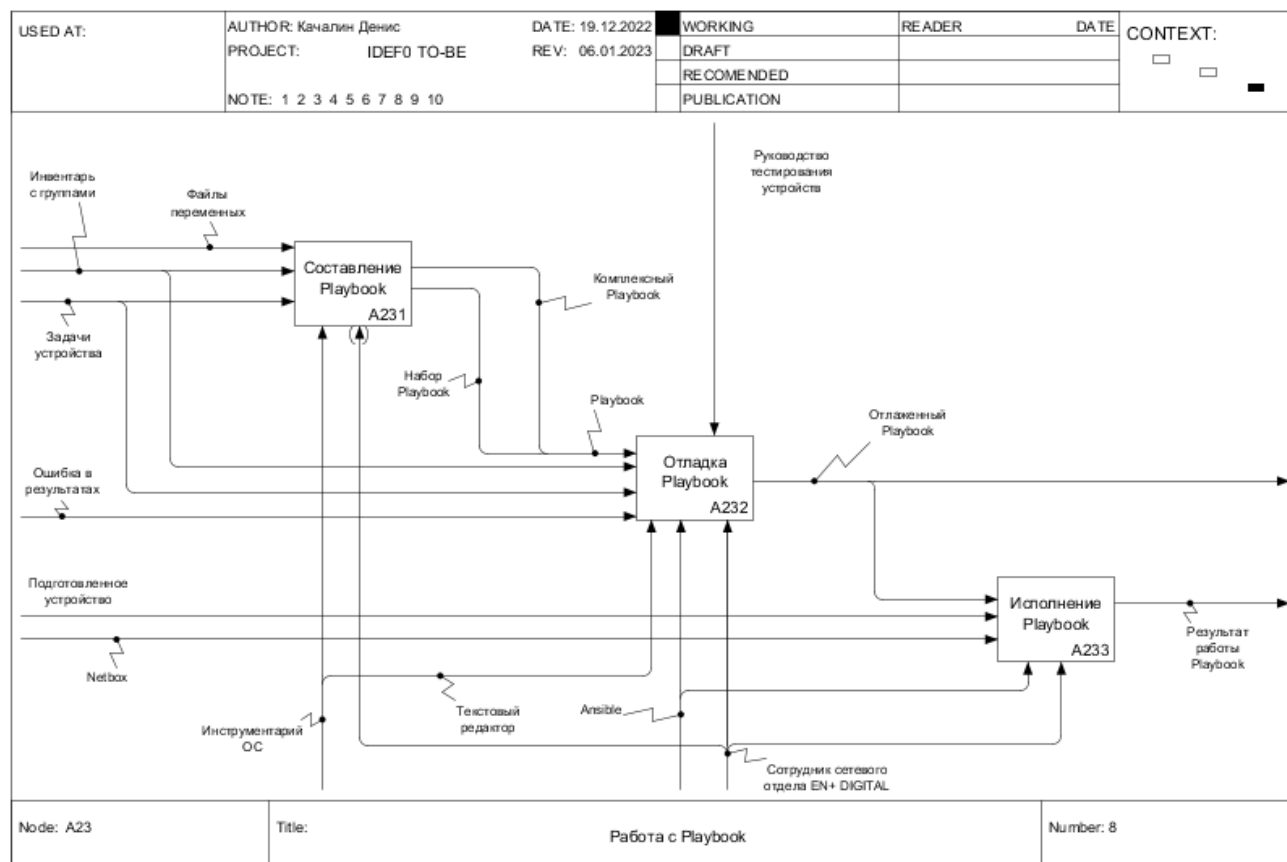 USED AT:
AUTHOR: Качалин Денис
DATE: 19.12.2022
PROJECT: IDEF0 TO-BE
REV: 06.01.2023
NOTE: 1 2 3 4 5 6 7 8 9 10
WORKING
DRAFT
RECOMENDED
PUBLICATION
READER
DATE
CONTEXT:
Руководство
тестирования
устройств
Инвентарь
с группами
Файлы
переменных
Составление
Playbook
A231
Комплексный
Playbook
Задачи
устройства
Набор
Playbook
Playbook
Отлаженный
Playbook
Отладка
Playbook
A232
Ошибка в
результатах
Подготовленное
устройство
Исполнение
Playbook
A233
Результат
работы
Playbook
Netbox
Текстовый
редактор
Ansible
Инструментарий
ОС
Сотрудник сетевого
отдела EN+ DIGITAL
Node: A23
Title:
Работа с Playbook
Number: 8